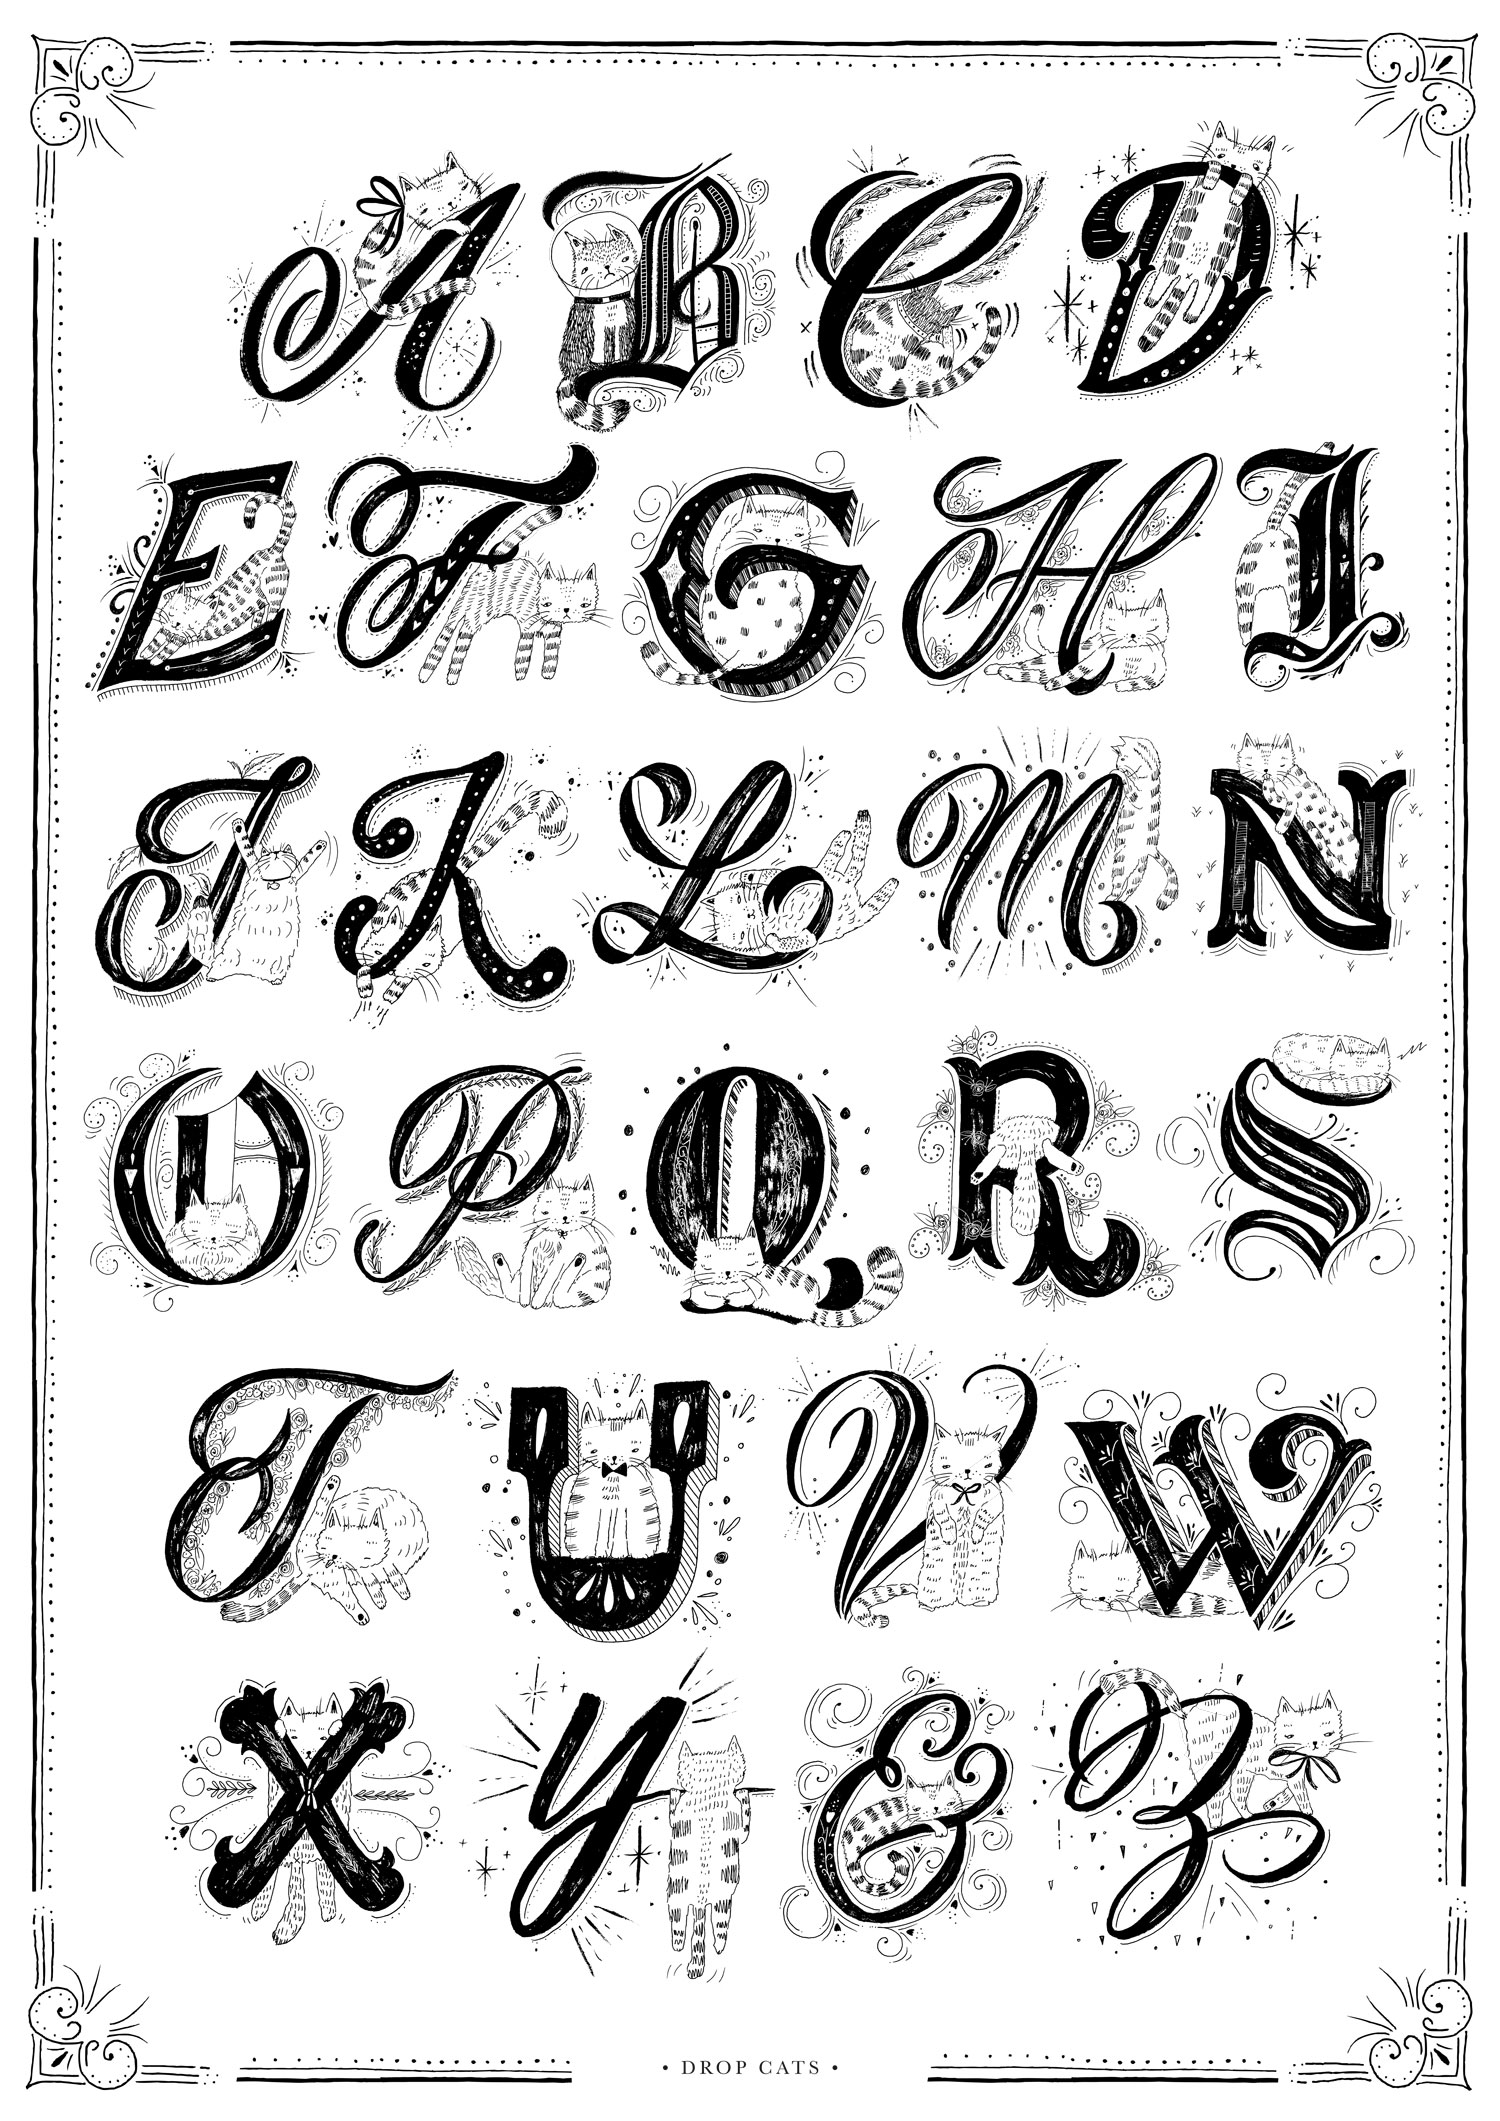 A B C D
E F G H I
J K L M N
O P Q R S
T U V W
X Y & Z
• DROP CATS •